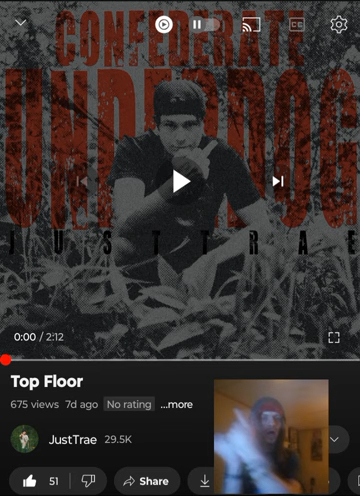 CC
CONFEDERATE
UNDERDOG
JUSTTRAE
0:00 / 2:12
Top Floor
675 views 7d ago No rating ...more
JustTrae 29.5K
51 Share